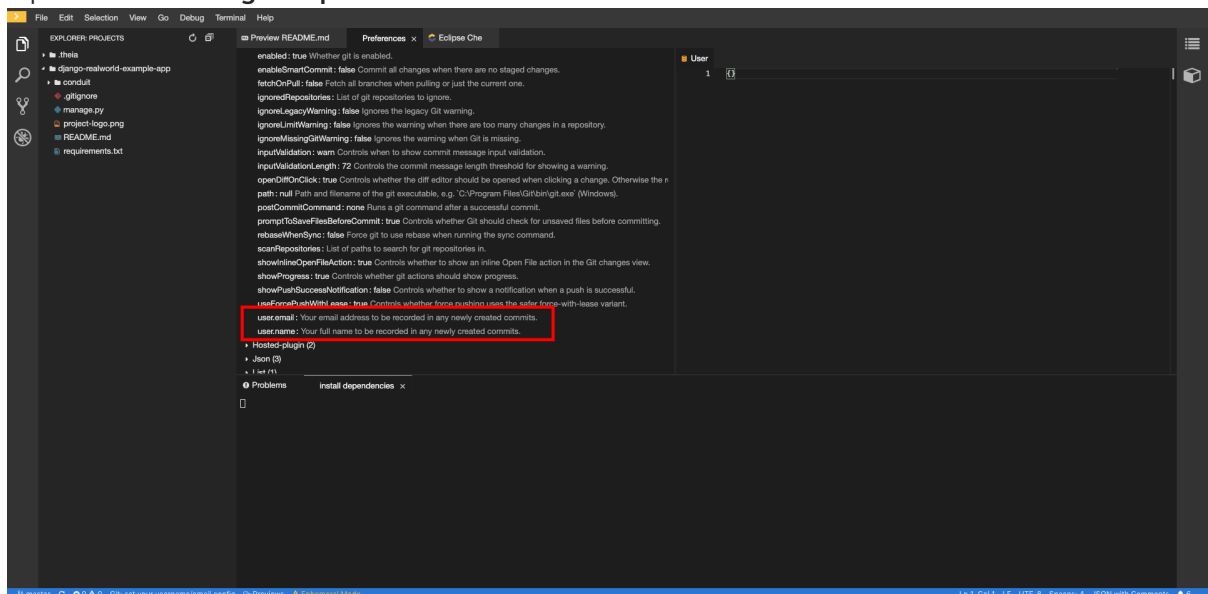 File Edit Selection View Go Debug Terminal Help
EXPLORER: PROJECTS
.theia
django-realworld-example-app
conduit
.gitignore
manage.py
project-logo.png
README.md
requirements.txt
Preview README.md Preferences × Eclipse Che
enabled: true Whether git is enabled.
enableSmartCommit: false Commit all changes when there are no staged changes.
fetchOnPull: false Fetch all branches when pulling or just the current one.
ignoredRepositories: List of git repositories to ignore.
ignoreLegacyWarning: false Ignores the legacy Git warning.
ignoreLimitWarning: false Ignores the warning when there are too many changes in a repository.
ignoreMissingGitWarning: false Ignores the warning when Git is missing.
inputValidation: warn Controls when to show commit message input validation.
inputValidationLength: 72 Controls the commit message length threshold for showing a warning.
openDiffOnClick: true Controls whether the diff editor should be opened when clicking a change. Otherwise the r
path: null Path and filename of the git executable, e.g. `C:\Program Files\Git\bin\git.exe` (Windows).
postCommitCommand: none Runs a git command after a successful commit.
promptToSaveFilesBeforeCommit: true Controls whether Git should check for unsaved files before committing.
rebaseWhenSync: false Force git to use rebase when running the sync command.
scanRepositories: List of paths to search for git repositories in.
showInlineOpenFileAction: true Controls whether to show an inline Open File action in the Git changes view.
showProgress: true Controls whether git actions should show progress.
showPushSuccessNotification: false Controls whether to show a notification when a push is successful.
useForcePushWithLease: true Controls whether force pushing uses the safer force-with-lease variant.
user.email: Your email address to be recorded in any newly created commits.
user.name: Your full name to be recorded in any newly created commits.
Hosted-plugin (2)
Json (3)
List (1)
User
1 {}
Problems install dependencies ×
master 0 0 Git: set your username/email config Previews Ephemeral Mode Ln 1, Col 1 LF UTF-8 Spaces: 4 JSON with Comments 6